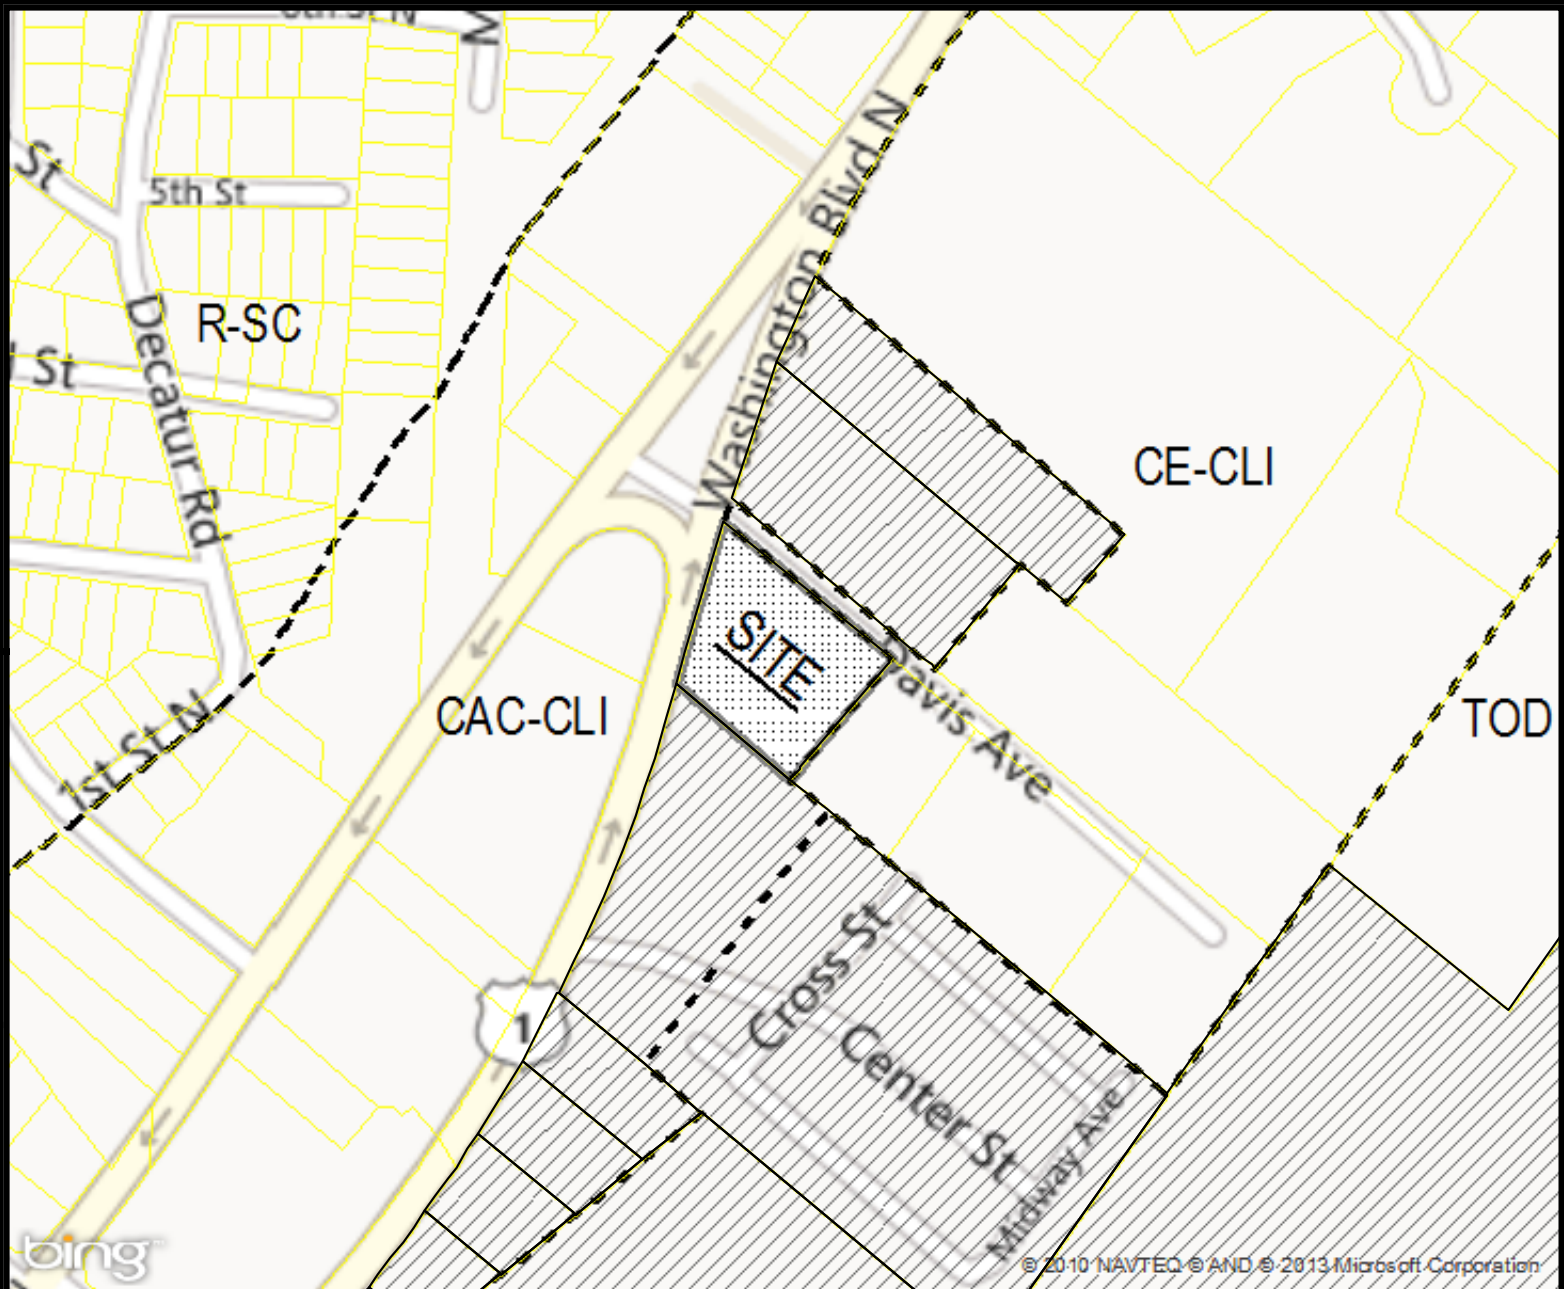 St
5th St
Washington Blvd N
R-SC
Decatur Rd
St
CE-CLI
SITE
Davis Ave
CAC-CLI
TOD
1st St N
Cross St
1
Center St
Midway Ave
bing™
© 2010 NAVTEQ © AND © 2013 Microsoft Corporation